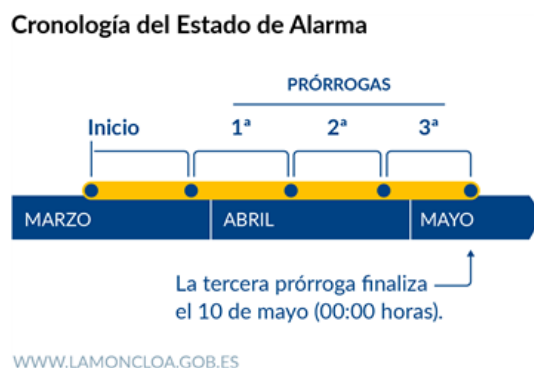 Cronología del Estado de Alarma
PRÓRROGAS
Inicio 1ª 2ª 3ª
MARZO ABRIL MAYO
La tercera prórroga finaliza
el 10 de mayo (00:00 horas).
WWW.LAMONCLOA.GOB.ES